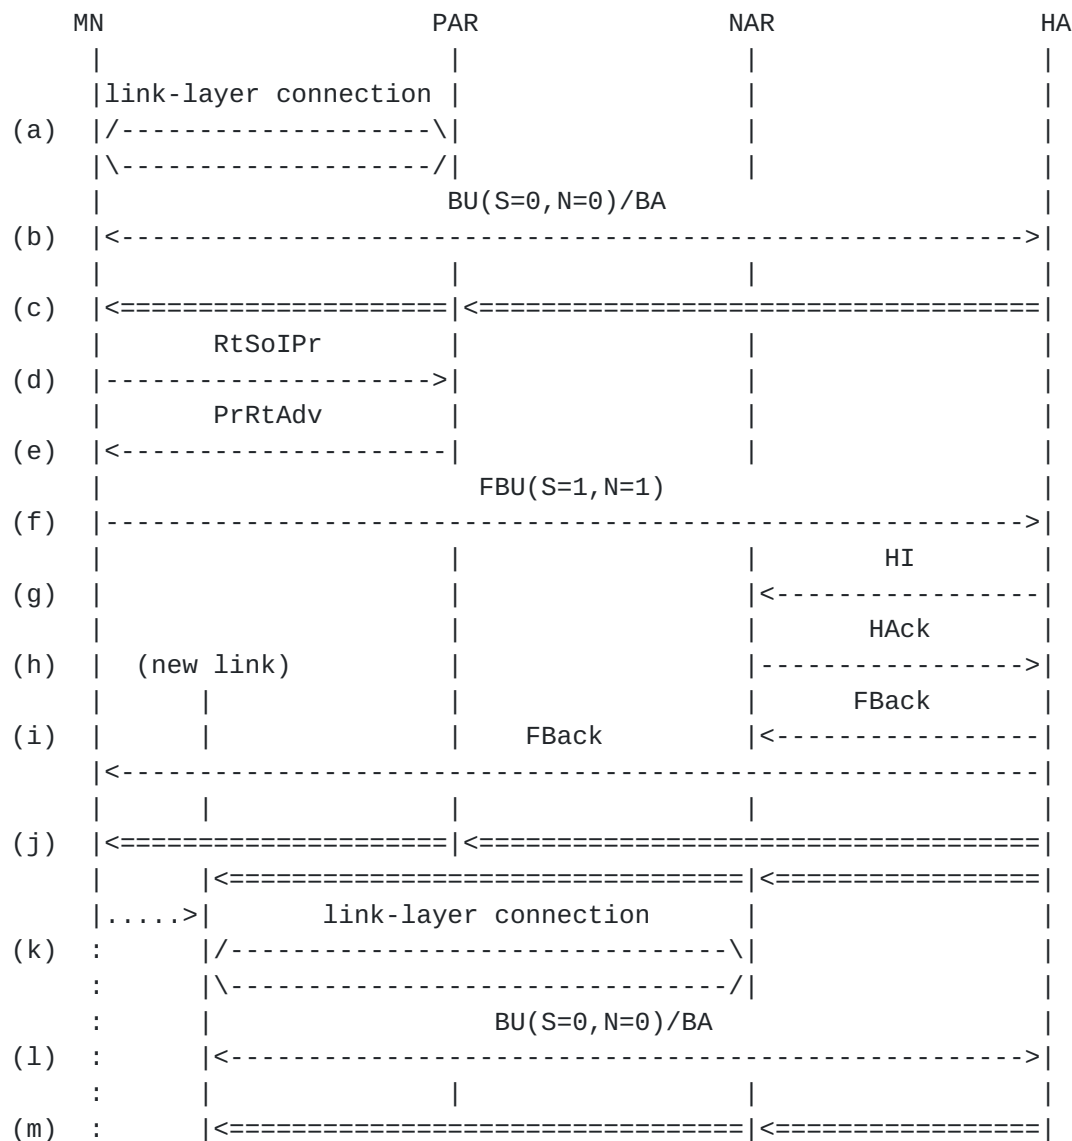 MN                     PAR                NAR                 HA
      |                      |                  |                  |
      |link-layer connection |                  |                  |
(a)   |/--------------------\|                  |                  |
      |\--------------------/|                  |                  |
      |                      BU(S=0,N=0)/BA                        |
(b)   |<---------------------------------------------------------->|
      |                      |                  |                  |
(c)   |<=====================|<====================================|
      |       RtSoIPr        |                  |                  |
(d)   |--------------------->|                  |                  |
      |       PrRtAdv        |                  |                  |
(e)   |<---------------------|                  |                  |
      |                        FBU(S=1,N=1)                        |
(f)   |----------------------------------------------------------->|
      |                      |                  |        HI        |
(g)   |                      |                  |<-----------------|
      |                      |                  |       HAck       |
(h)   |  (new link)          |                  |----------------->|
      |      |               |                  |      FBack       |
(i)   |      |               |    FBack         |<-----------------|
      |<-----------------------------------------------------------|
      |      |               |                  |                  |
(j)   |<=====================|<====================================|
      |      |<=================================|<=================|
      |.....>|       link-layer connection      |                  |
(k)   :      |/--------------------------------\|                  |
      :      |\--------------------------------/|                  |
      :      |                  BU(S=0,N=0)/BA                     |
(l)   :      |<--------------------------------------------------->|
      :      |               |                  |                  |
(m)   :      |<=================================|<=================|